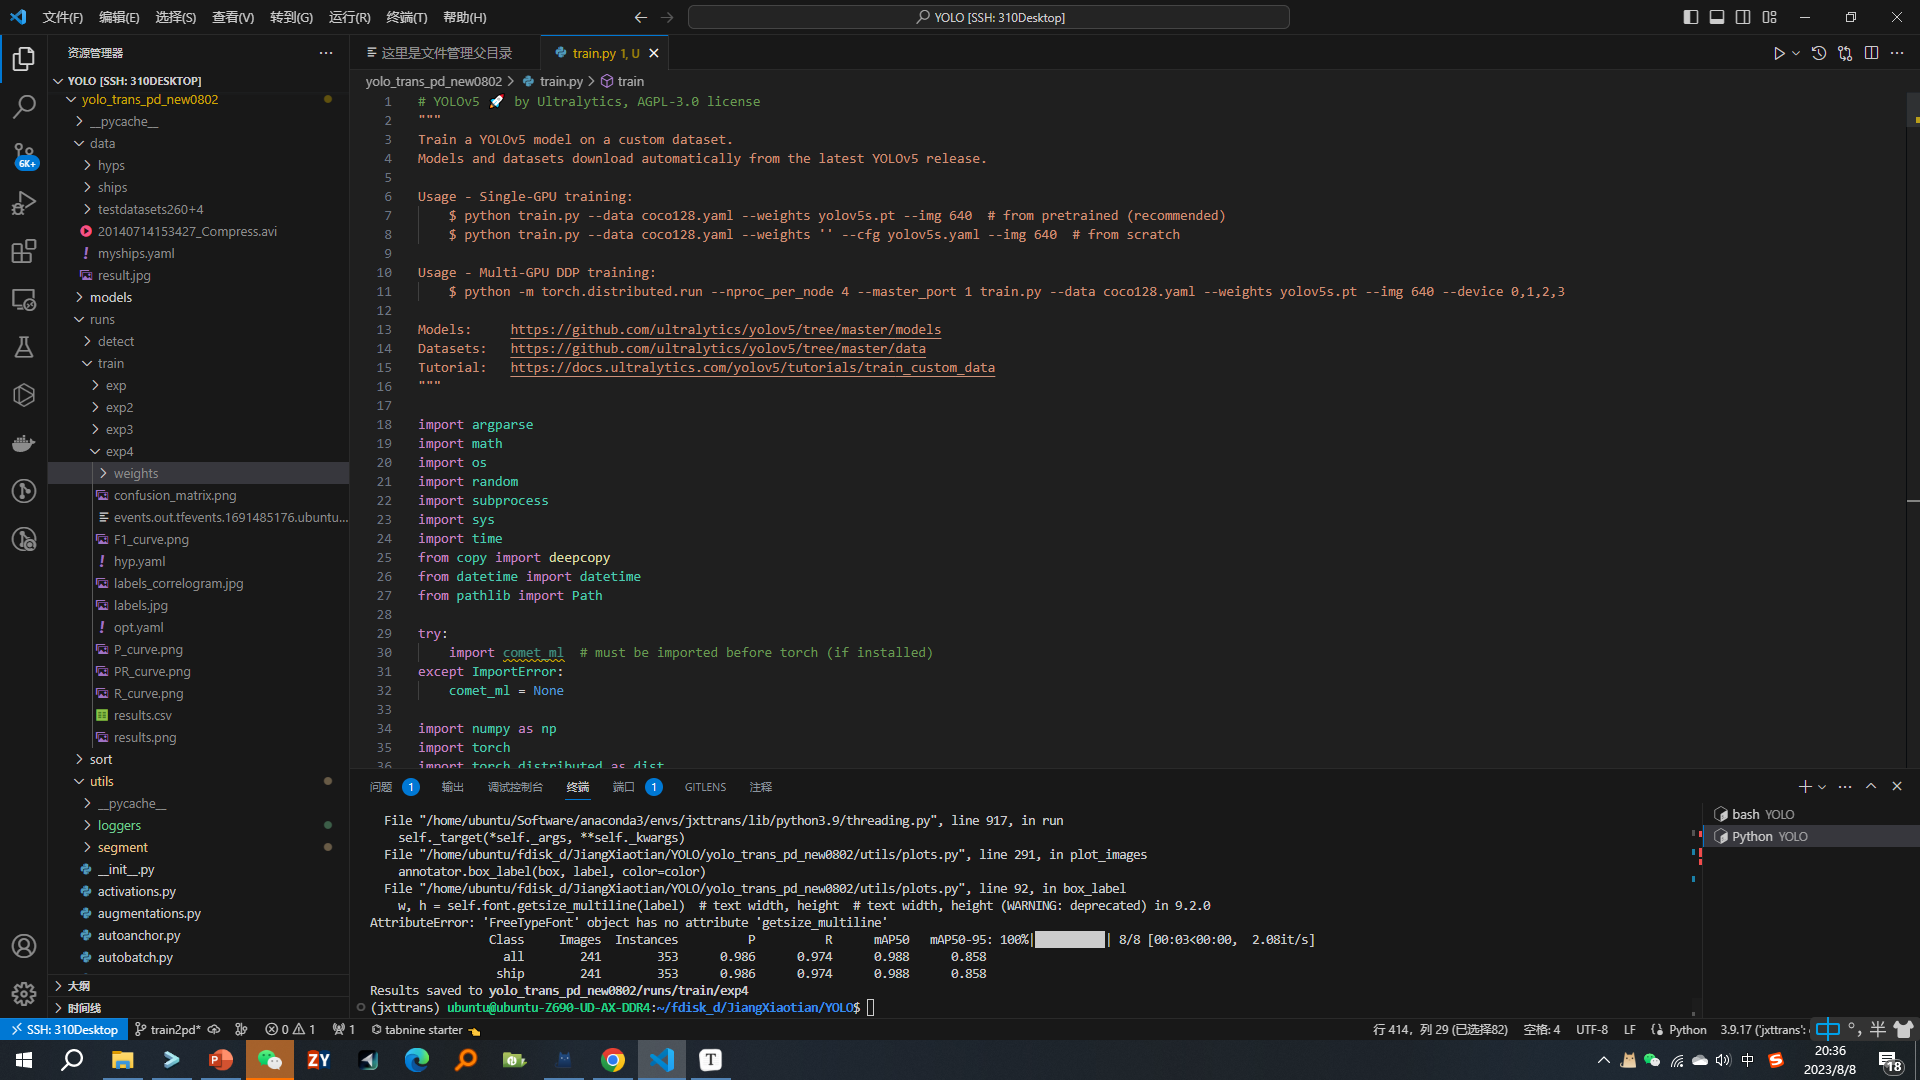 文件(F) 编辑(E) 选择(S) 查看(V) 转到(G) 运行(R) 终端(T) 帮助(H)
YOLO [SSH: 310Desktop]
资源管理器
YOLO [SSH: 310DESKTOP]
yolo_trans_pd_new0802
__pycache__
data
hyps
ships
testdatasets260+4
20140714153427_Compress.avi
myships.yaml
result.jpg
models
runs
detect
train
exp
exp2
exp3
exp4
weights
confusion_matrix.png
events.out.tfevents.1691485176.ubuntu...
F1_curve.png
hyp.yaml
labels_correlogram.jpg
labels.jpg
opt.yaml
P_curve.png
PR_curve.png
R_curve.png
results.csv
results.png
sort
utils
__pycache__
loggers
segment
__init__.py
activations.py
augmentations.py
autoanchor.py
autobatch.py
大纲
时间线
6K+
这里是文件管理父目录
train.py 1, U
yolo_trans_pd_new0802 > train.py > train
1 # YOLOv5 🚀 by Ultralytics, AGPL-3.0 license
2 """
3 Train a YOLOv5 model on a custom dataset.
4 Models and datasets download automatically from the latest YOLOv5 release.
5
6 Usage - Single-GPU training:
7 $ python train.py --data coco128.yaml --weights yolov5s.pt --img 640  # from pretrained (recommended)
8 $ python train.py --data coco128.yaml --weights '' --cfg yolov5s.yaml --img 640  # from scratch
9
10 Usage - Multi-GPU DDP training:
11 $ python -m torch.distributed.run --nproc_per_node 4 --master_port 1 train.py --data coco128.yaml --weights yolov5s.pt --img 640 --device 0,1,2,3
12
13 Models: https://github.com/ultralytics/yolov5/tree/master/models
14 Datasets: https://github.com/ultralytics/yolov5/tree/master/data
15 Tutorial: https://docs.ultralytics.com/yolov5/tutorials/train_custom_data
16 """
17
18 import argparse
19 import math
20 import os
21 import random
22 import subprocess
23 import sys
24 import time
25 from copy import deepcopy
26 from datetime import datetime
27 from pathlib import Path
28
29 try:
30 import comet_ml  # must be imported before torch (if installed)
31 except ImportError:
32 comet_ml = None
33
34 import numpy as np
35 import torch
36 import torch.distributed as dist
问题 1 输出 调试控制台 终端 端口 1 GITLENS 注释
File "/home/ubuntu/Software/anaconda3/envs/jxttrans/lib/python3.9/threading.py", line 917, in run
self._target(*self._args, **self._kwargs)
File "/home/ubuntu/fdisk_d/JiangXiaotian/YOLO/yolo_trans_pd_new0802/utils/plots.py", line 291, in plot_images
annotator.box_label(box, label, color=color)
File "/home/ubuntu/fdisk_d/JiangXiaotian/YOLO/yolo_trans_pd_new0802/utils/plots.py", line 92, in box_label
w, h = self.font.getsize_multiline(label)  # text width, height  # text width, height (WARNING: deprecated) in 9.2.0
AttributeError: 'FreeTypeFont' object has no attribute 'getsize_multiline'
Class Images Instances P R mAP50 mAP50-95: 100%|██████████| 8/8 [00:03<00:00, 2.08it/s]
all 241 353 0.986 0.974 0.988 0.858
ship 241 353 0.986 0.974 0.988 0.858
Results saved to yolo_trans_pd_new0802/runs/train/exp4
(jxttrans) ubuntu@ubuntu-Z690-UD-AX-DDR4:~/fdisk_d/JiangXiaotian/YOLO$
bash YOLO
Python YOLO
SSH: 310Desktop train2pd* 0 1 1 tabnine starter
行 414，列 29 (已选择82) 空格: 4 UTF-8 LF Python 3.9.17 ('jxttrans':
中 °, 半
ZY
T
中
20:36
2023/8/8
18